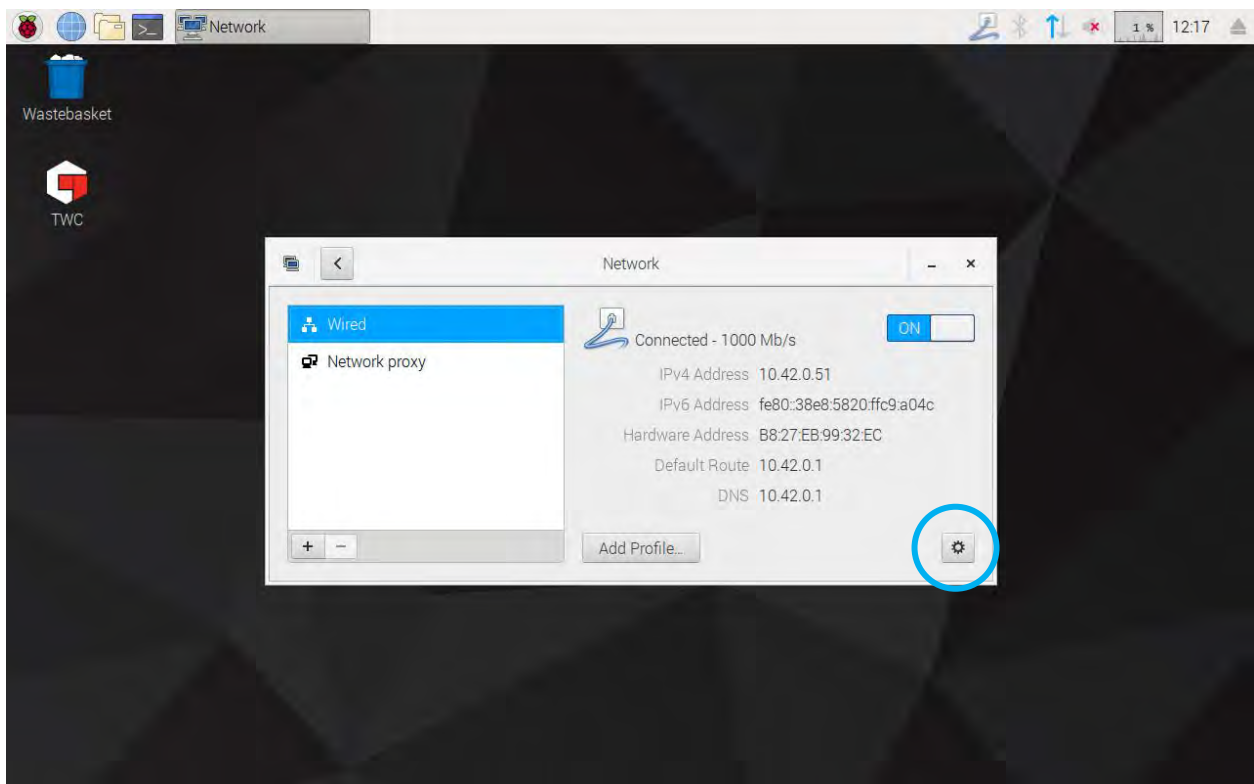 Network
1 %
12:17
Wastebasket
TWC
Network
Wired
Network proxy
Connected - 1000 Mb/s
ON
IPv4 Address 10.42.0.51
IPv6 Address fe80::38e8:5820:ffc9:a04c
Hardware Address B8:27:EB:99:32:EC
Default Route 10.42.0.1
DNS 10.42.0.1
Add Profile...